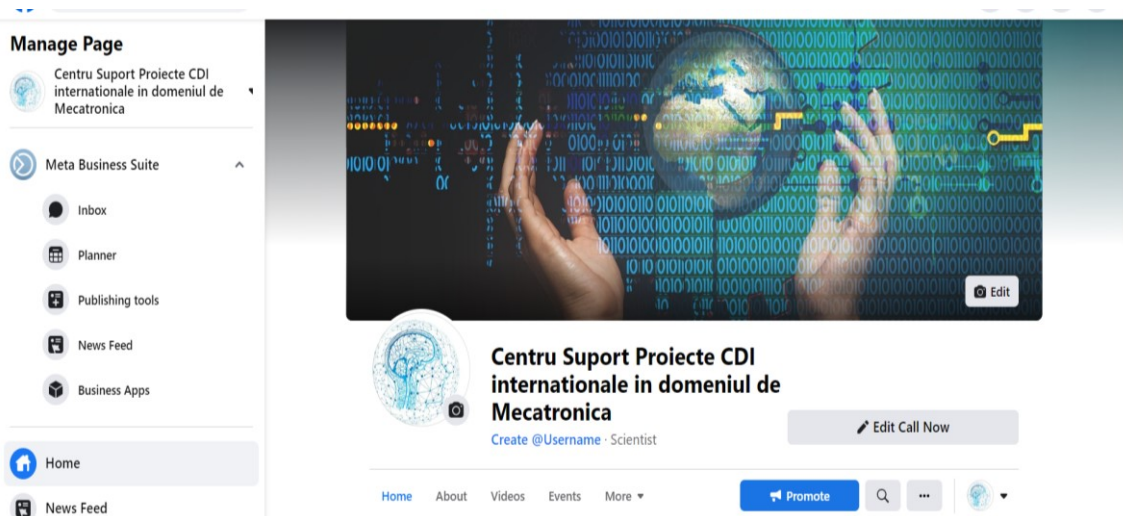 Manage Page
Centru Suport Proiecte CDI
internationale in domeniul de
Mecatronica
Meta Business Suite
Inbox
Planner
Publishing tools
News Feed
Business Apps
Home
News Feed
Edit
Centru Suport Proiecte CDI
internationale in domeniul de
Mecatronica
Create @Username · Scientist
Edit Call Now
Home About Videos Events More
Promote